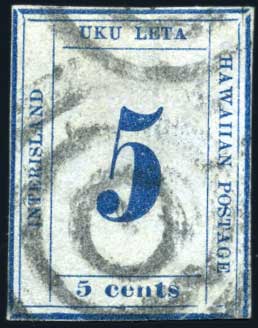 UKU LETA
INTERISLAND
HAWAIIAN POSTAGE
5
5 cents